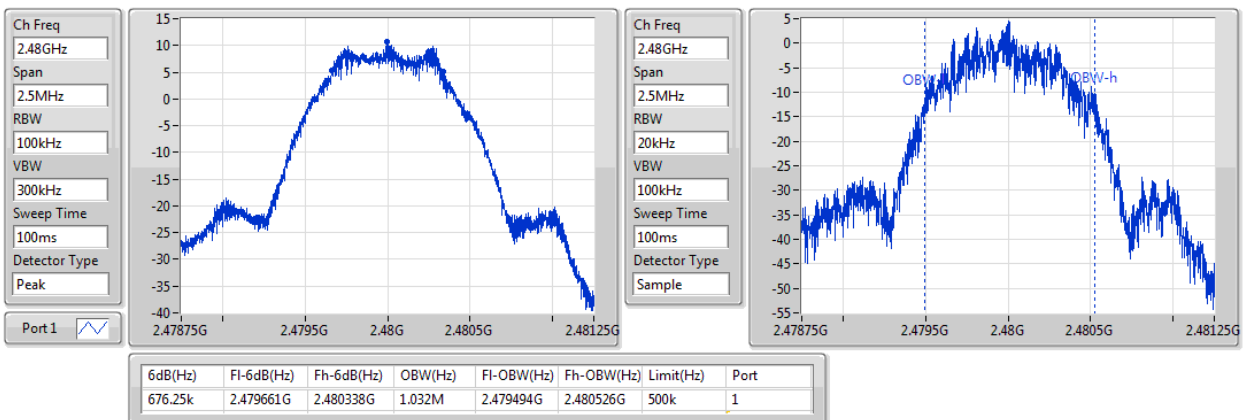 Ch Freq
2.48GHz
Span
2.5MHz
RBW
100kHz
VBW
300kHz
Sweep Time
100ms
Detector Type
Peak
Port 1
15
10
5
0
-5
-10
-15
-20
-25
-30
-35
-40
2.47875G 2.4795G 2.48G 2.4805G 2.48125G
Ch Freq
2.48GHz
Span
2.5MHz
RBW
20kHz
VBW
100kHz
Sweep Time
100ms
Detector Type
Sample
5
0
-5
-10
-15
-20
-25
-30
-35
-40
-45
-50
-55
OBW-h
2.47875G 2.4795G 2.48G 2.4805G 2.48125G
6dB(Hz) Fl-6dB(Hz) Fh-6dB(Hz) OBW(Hz) Fl-OBW(Hz) Fh-OBW(Hz) Limit(Hz) Port
676.25k 2.479661G 2.480338G 1.032M 2.479494G 2.480526G 500k 1